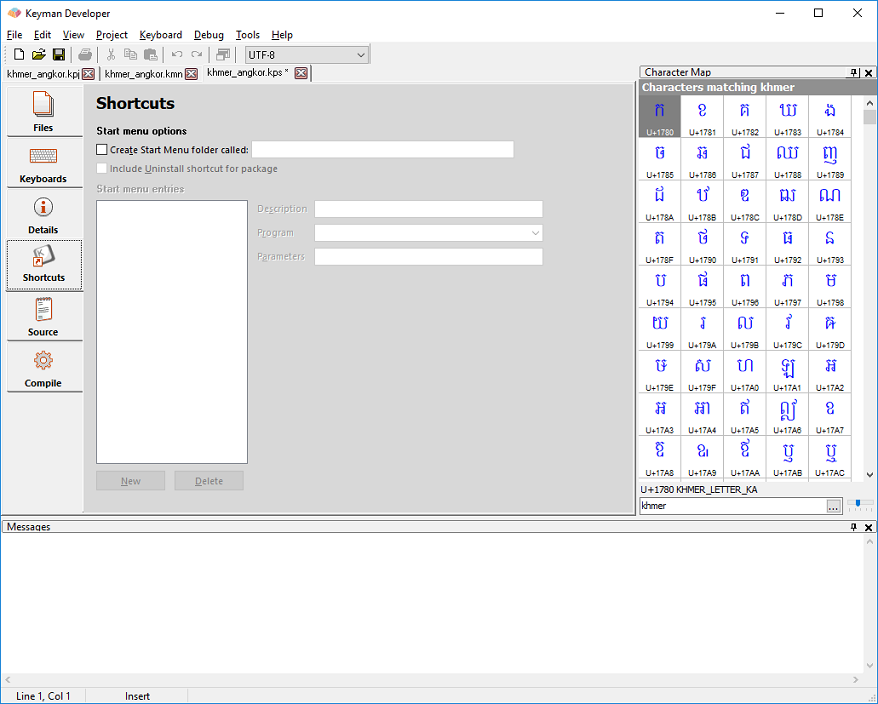 Keyman Developer
File Edit View Project Keyboard Debug Tools Help
UTF-8
khmer_angkor.kpj khmer_angkor.kmn khmer_angkor.kps *
Files
Keyboards
Details
Shortcuts
Source
Compile
Shortcuts
Start menu options
Create Start Menu folder called:
Include Uninstall shortcut for package
Start menu entries
Description
Program
Parameters
New Delete
Character Map
Characters matching khmer
ក ខ គ ឃ ង
U+1780 U+1781 U+1782 U+1783 U+1784
ច ឆ ជ ឈ ញ
U+1785 U+1786 U+1787 U+1788 U+1789
ដ ឋ ឌ ឍ ណ
U+178A U+178B U+178C U+178D U+178E
ត ថ ទ ធ ន
U+178F U+1790 U+1791 U+1792 U+1793
ប ផ ព ភ ម
U+1794 U+1795 U+1796 U+1797 U+1798
យ រ ល វ ឝ
U+1799 U+179A U+179B U+179C U+179D
ឞ ស ហ ឡ អ
U+179E U+179F U+17A0 U+17A1 U+17A2
ឣ ឤ ឥ ឦ ឧ
U+17A3 U+17A4 U+17A5 U+17A6 U+17A7
ឨ ឩ ឪ ឫ ឬ
U+17A8 U+17A9 U+17AA U+17AB U+17AC
U+1780 KHMER_LETTER_KA
khmer ...
Messages
Line 1, Col 1 Insert